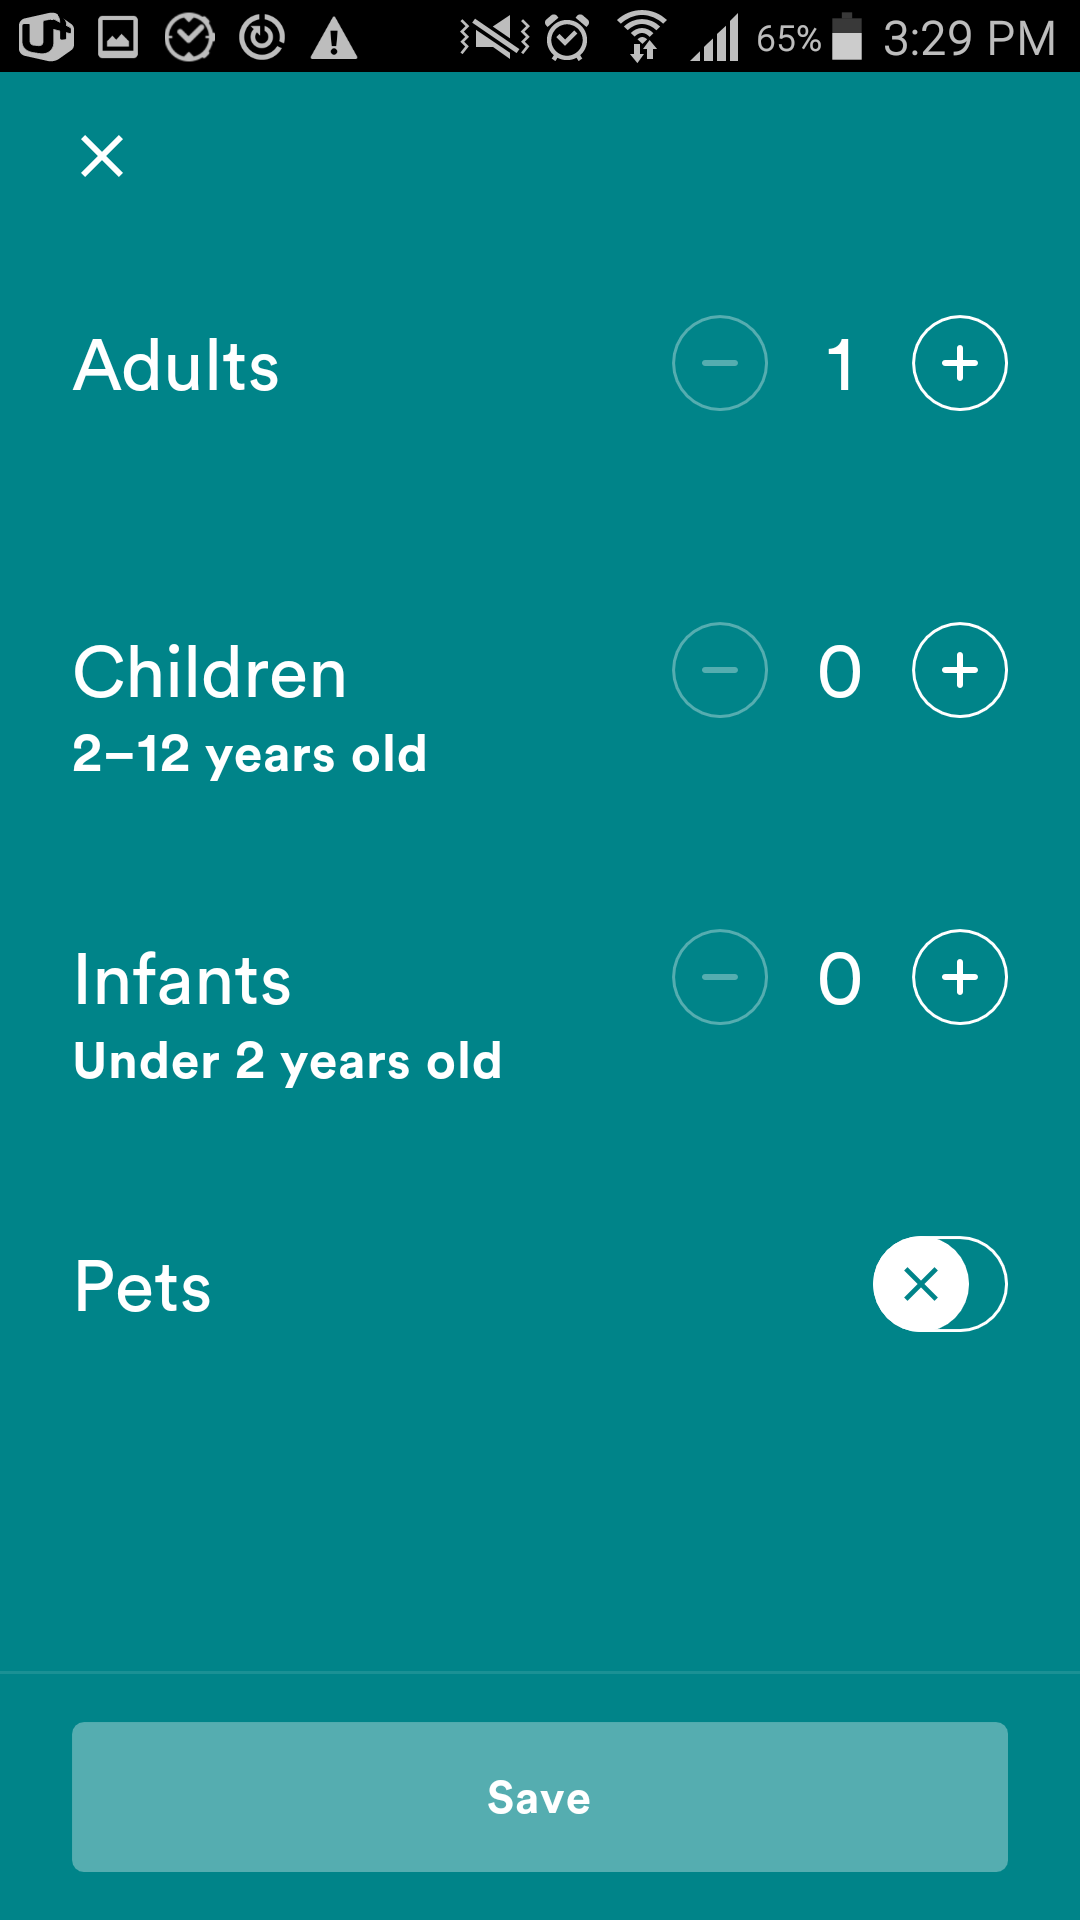 65% 3:29 PM
Adults 1
Children 0
2–12 years old
Infants 0
Under 2 years old
Pets
Save